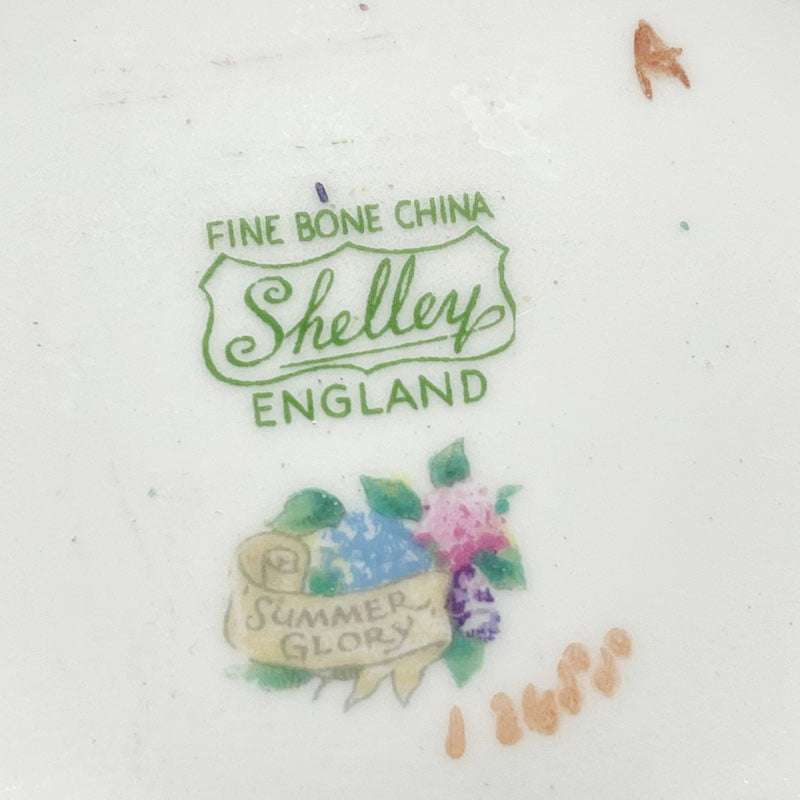 A
FINE BONE CHINA
Shelley
ENGLAND
SUMMER
GLORY